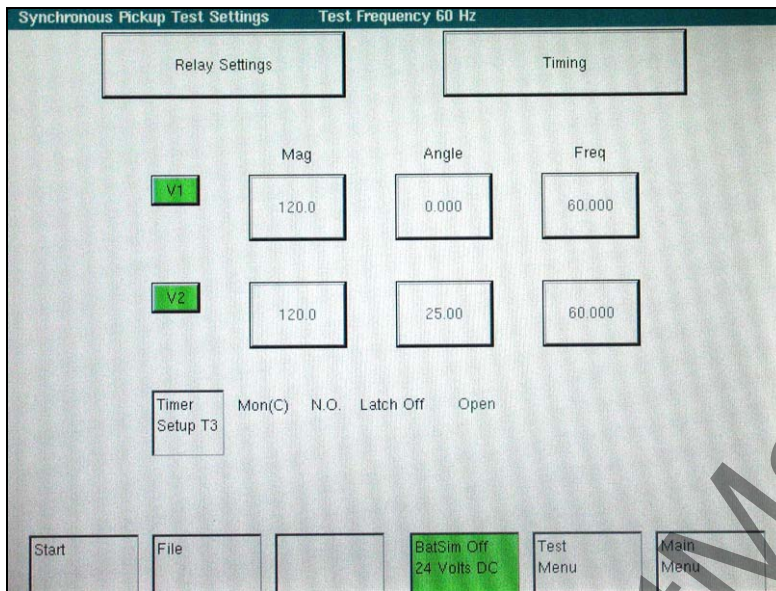 Synchronous Pickup Test Settings Test Frequency 60 Hz
Relay Settings Timing
Mag Angle Freq
V1 120.0 0.000 60.000
V2 120.0 25.00 60.000
Timer Mon(C) N.O. Latch Off Open
Setup T3
Start File BatSim Off Test Main
24 Volts DC Menu Menu